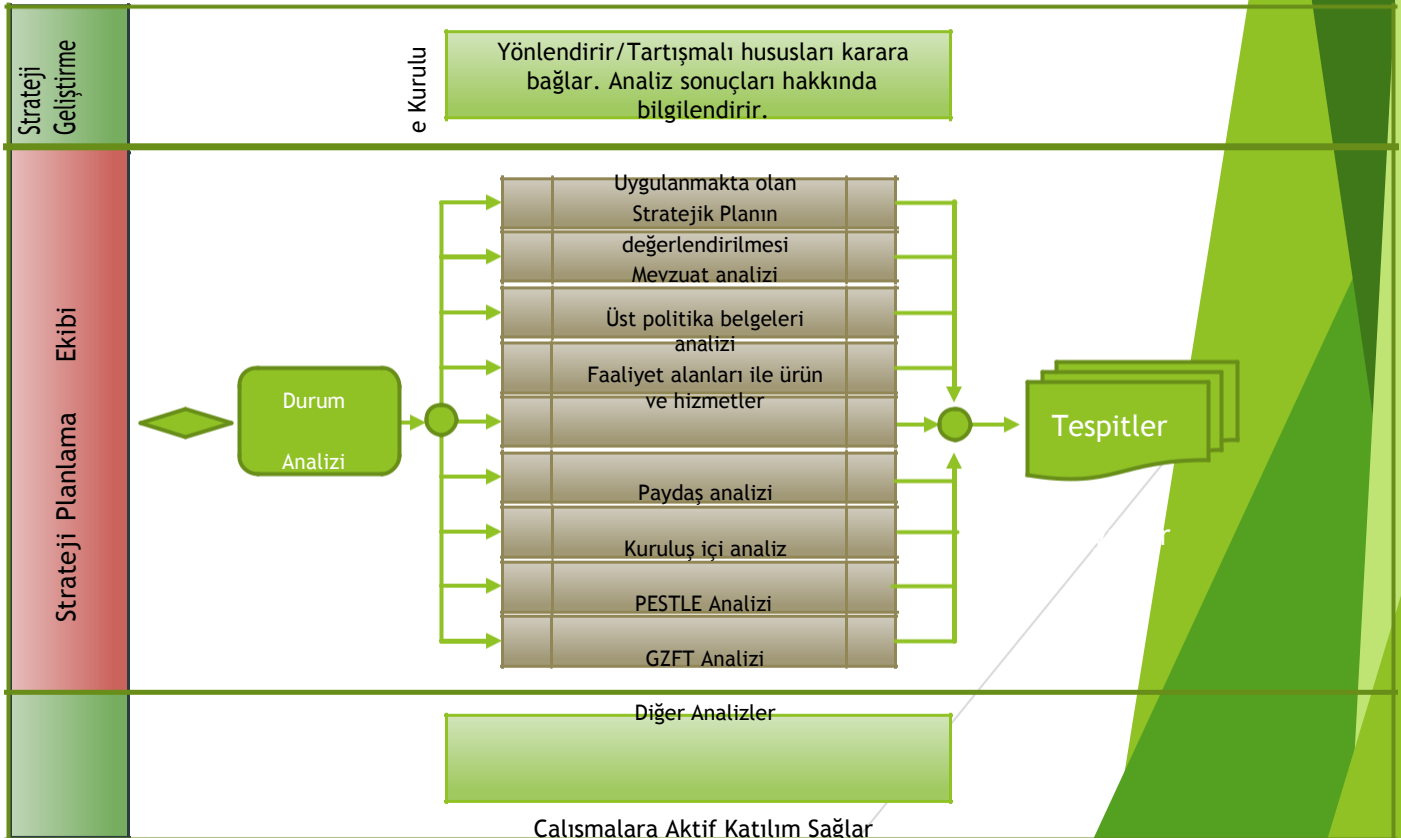 Strateji
Geliştirme
e Kurulu
Yönlendirir/Tartışmalı hususları karara
bağlar. Analiz sonuçları hakkında
bilgilendirir.
Strateji Planlama Ekibi
Durum
Analizi
Uygulanmakta olan
Stratejik Planın
değerlendirilmesi
Mevzuat analizi
Üst politika belgeleri
analizi
Faaliyet alanları ile ürün
ve hizmetler
Paydaş analizi
Kuruluş içi analiz
PESTLE Analizi
GZFT Analizi
Tespitler
Diğer Analizler
Çalışmalara Aktif Katılım Sağlar